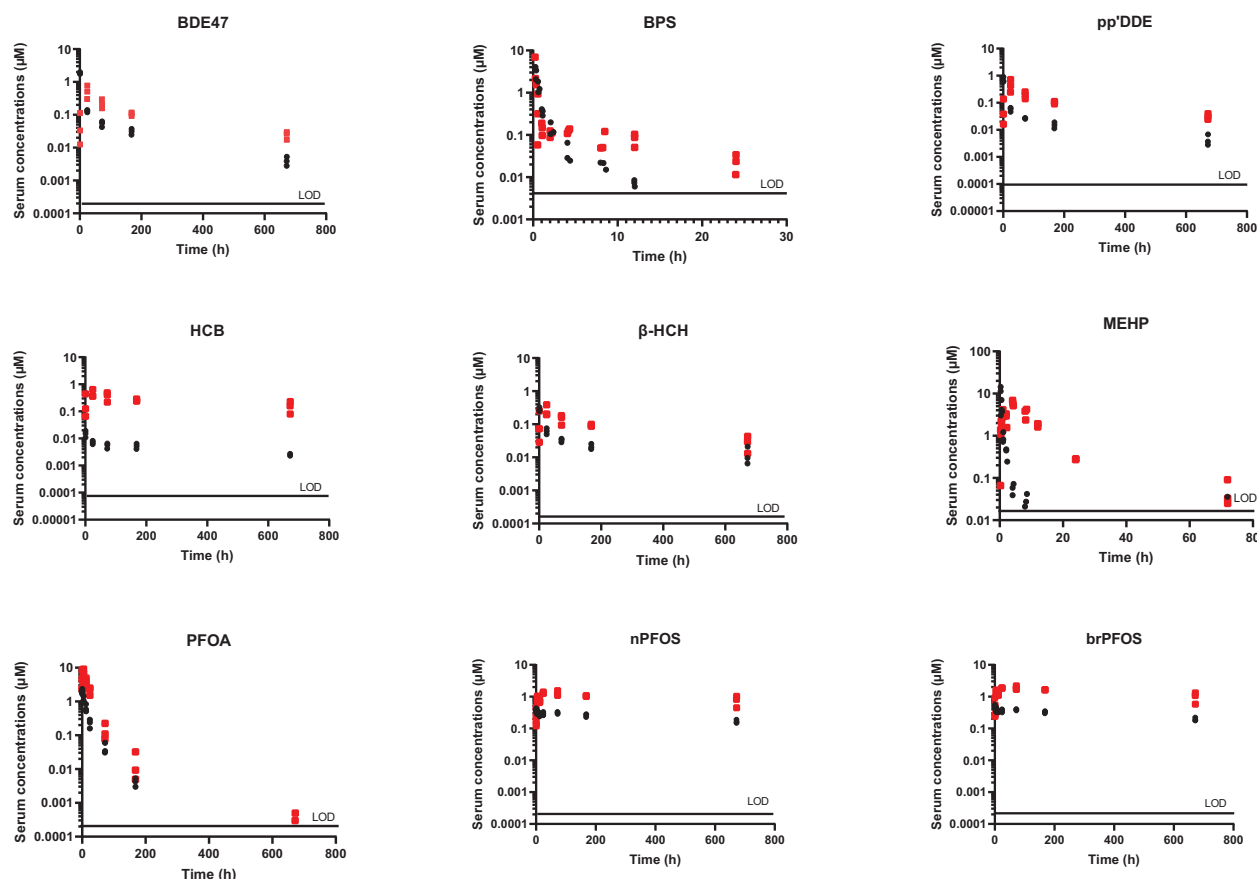 BDE47
Serum concentrations (µM)
10
1
0.1
0.01
0.001
0.0001
LOD
0
200
400
600
800
Time (h)
BPS
Serum concentrations (µM)
10
1
0.1
0.01
0.001
LOD
0
10
20
30
Time (h)
pp'DDE
Serum concentrations (µM)
10
1
0.1
0.01
0.001
0.0001
0.00001
LOD
0
200
400
600
800
Time (h)
HCB
Serum concentrations (µM)
10
1
0.1
0.01
0.001
0.0001
0.00001
LOD
0
200
400
600
800
Time (h)
β-HCH
Serum concentrations (µM)
10
1
0.1
0.01
0.001
0.0001
LOD
0
200
400
600
800
Time (h)
MEHP
Serum concentrations (µM)
100
10
1
0.1
0.01
LOD
0
20
40
60
80
Time (h)
PFOA
Serum concentrations (µM)
10
1
0.1
0.01
0.001
0.0001
LOD
0
200
400
600
800
Time (h)
nPFOS
Serum concentrations (µM)
10
1
0.1
0.01
0.001
0.0001
LOD
0
200
400
600
800
Time (h)
brPFOS
Serum concentrations (µM)
10
1
0.1
0.01
0.001
0.0001
LOD
0
200
400
600
800
Time (h)